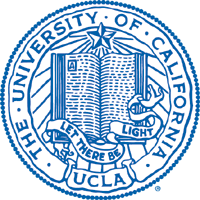 THE UNIVERSITY OF CALIFORNIA
LET THERE BE LIGHT
UCLA
®